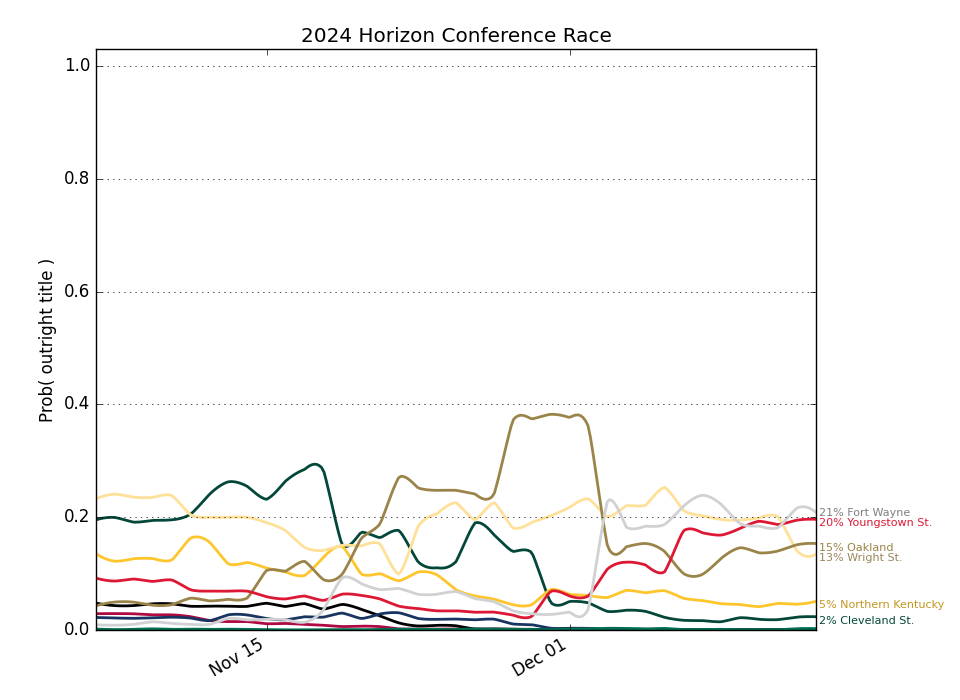 2024 Horizon Conference Race
1.0
0.8
0.6
0.4
0.2
0.0
Prob( outright title )
Nov 15
Dec 01
21% Fort Wayne
20% Youngstown St.
15% Oakland
13% Wright St.
5% Northern Kentucky
2% Cleveland St.